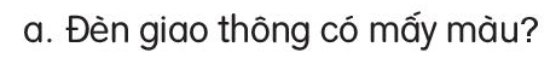 a. Đèn giao thông có mấy màu?